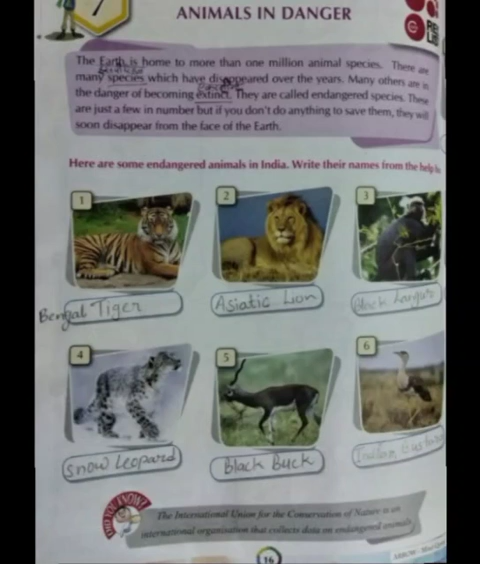 7
ANIMALS IN DANGER
The Earth is home to more than one million animal species. There are
many species which have disappeared over the years. Many others are in
the danger of becoming extinct. They are called endangered species. These
are just a few in number but if you don't do anything to save them, they will
soon disappear from the face of the Earth.
Here are some endangered animals in India. Write their names from the help
1 2 3
Bengal Tiger Asiatic Lion Black Langur
4 5 6
Snow Leopard Black Buck Indian
DID YOU KNOW?
The International Union for the Conservation of Nature is an
international organisation that collects data on endangered animals.
16